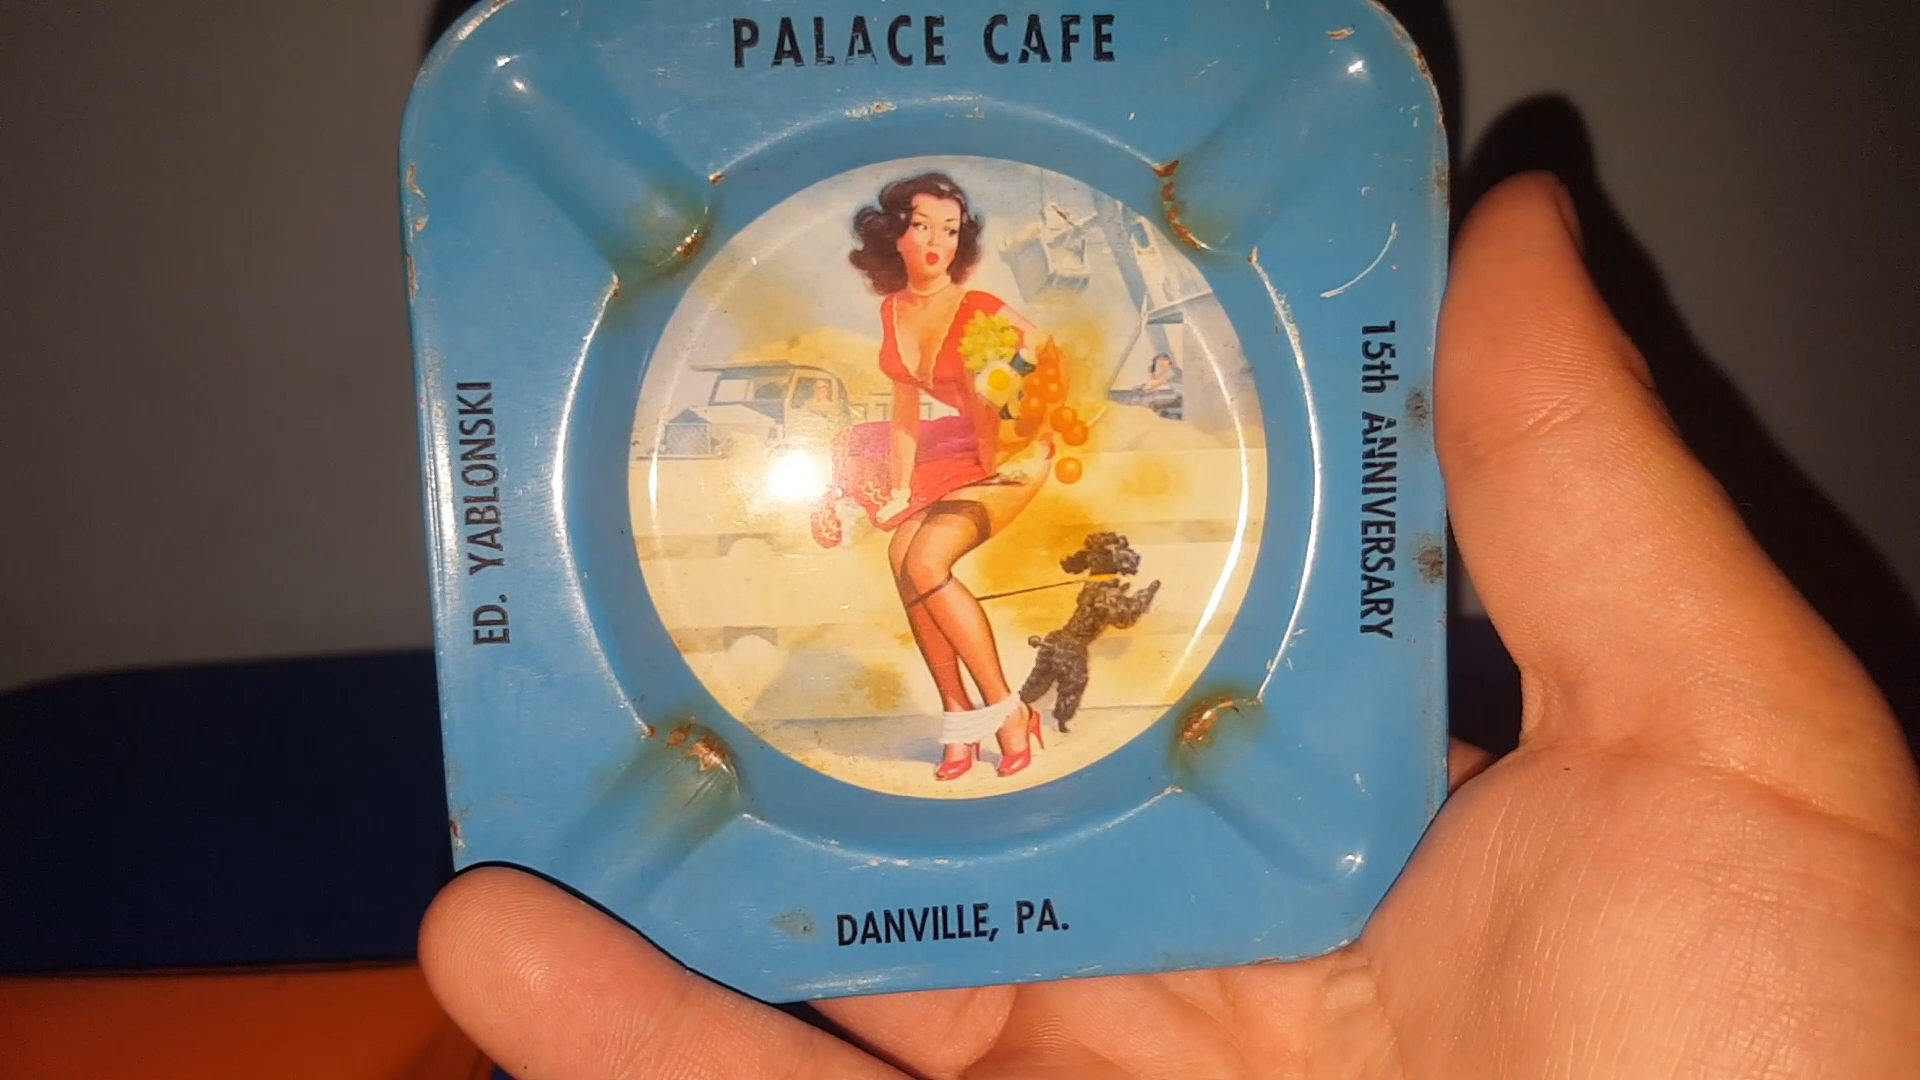 PALACE CAFE
ED. YABLONSKI
15th ANNIVERSARY
DANVILLE, PA.